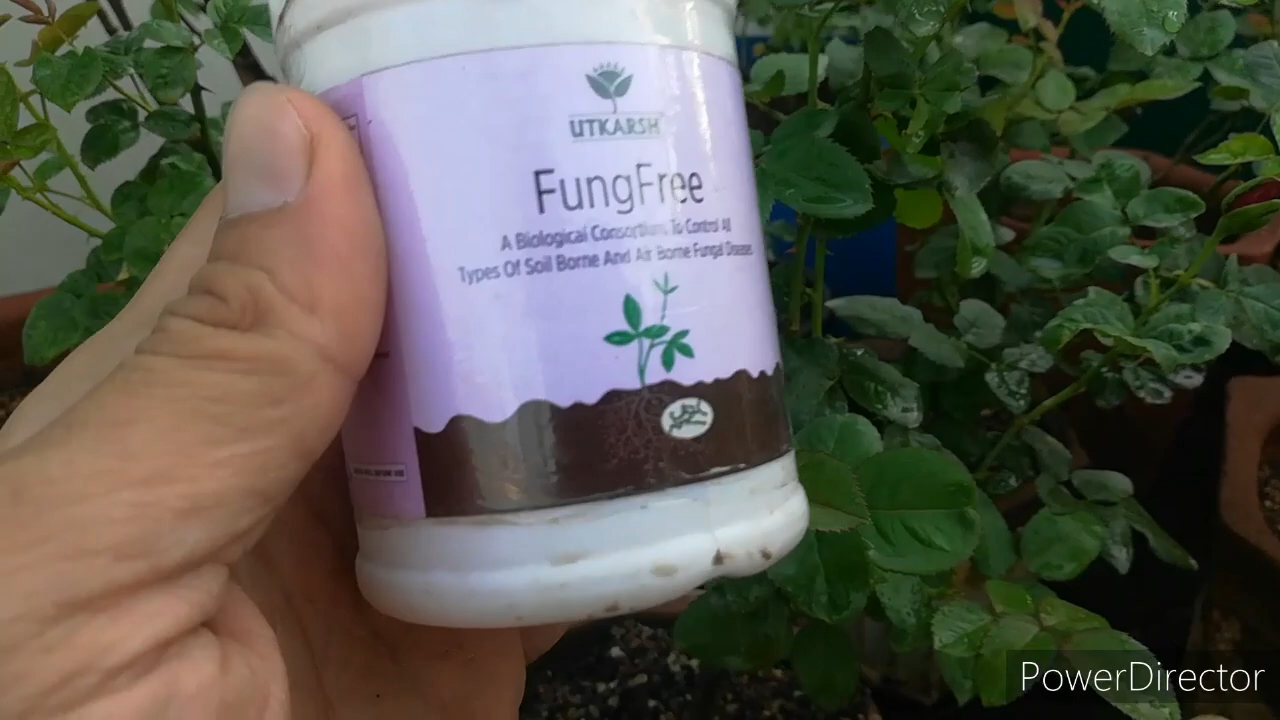 UTKARSH
FungFree
A Biological Consortium To Control All
Types Of Soil Borne And Air Borne Fungal Diseases
PowerDirector